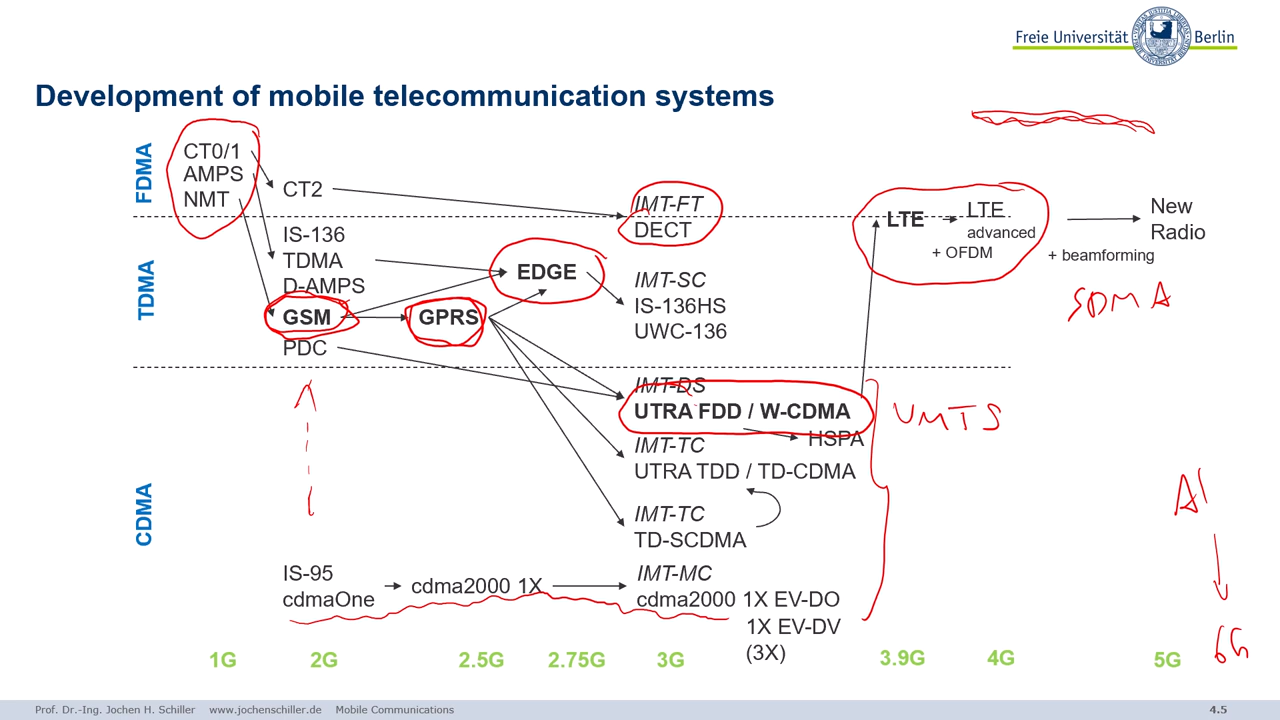 Freie Universität Berlin
Development of mobile telecommunication systems
FDMA
CT0/1
AMPS
NMT
CT2
IMT-FT
DECT
LTE
LTE
advanced
+ OFDM
+ beamforming
New
Radio
SDMA
TDMA
IS-136
TDMA
D-AMPS
GSM
PDC
GPRS
EDGE
IMT-SC
IS-136HS
UWC-136
CDMA
IMT-DS
UTRA FDD / W-CDMA
HSPA
UMTS
IMT-TC
UTRA TDD / TD-CDMA
IMT-TC
TD-SCDMA
IS-95
cdmaOne
cdma2000 1X
IMT-MC
cdma2000 1X EV-DO
1X EV-DV
(3X)
AI
6G
1G
2G
2.5G
2.75G
3G
3.9G
4G
5G
Prof. Dr.-Ing. Jochen H. Schiller www.jochenschiller.de Mobile Communications
4.5